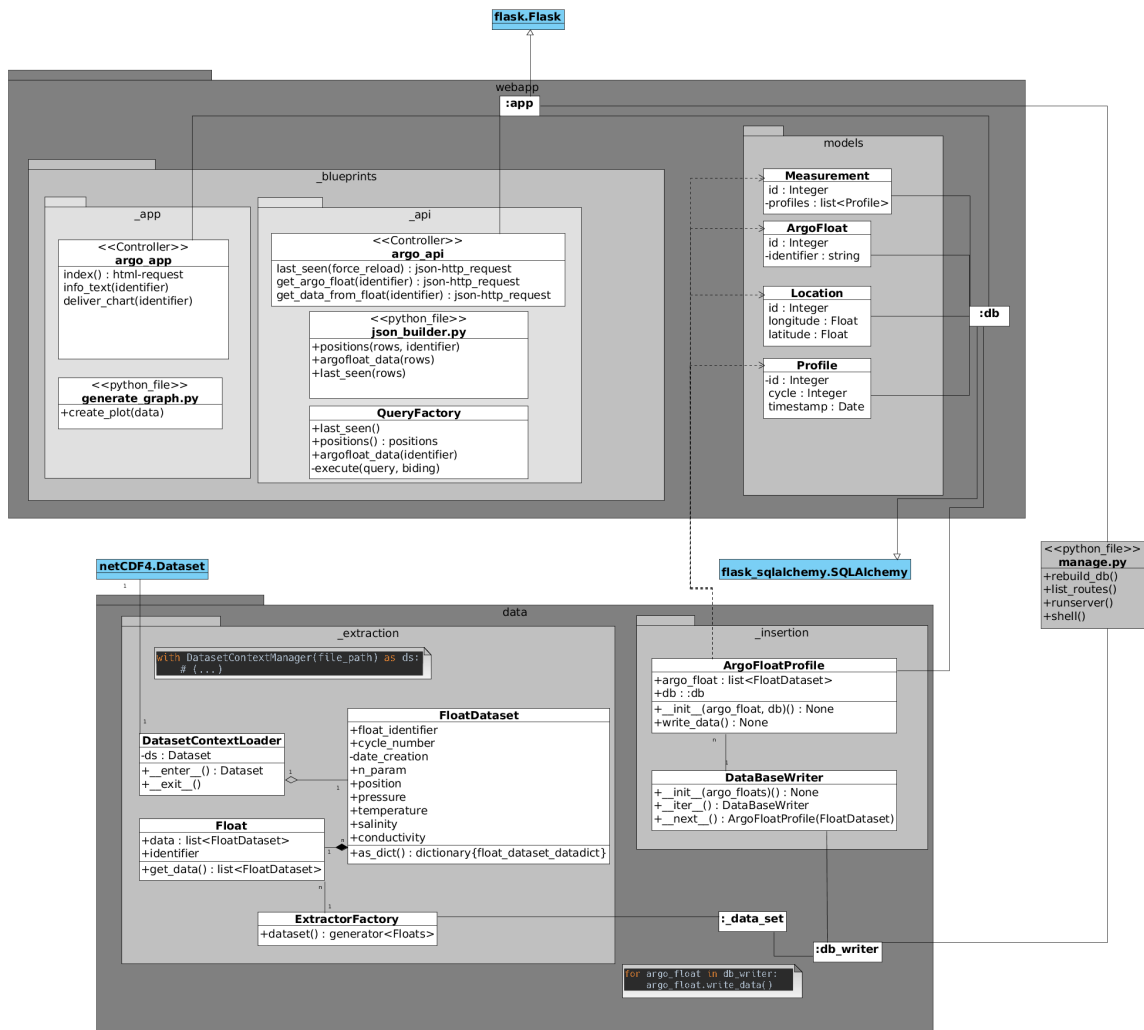 flask.Flask
webapp
:app
models
_blueprints
_app
<<Controller>>
argo_app
index() : html-request
info_text(identifier)
deliver_chart(identifier)
<<python_file>>
generate_graph.py
+create_plot(data)
_api
<<Controller>>
argo_api
last_seen(force_reload) : json-http_request
get_argo_float(identifier) : json-http_request
get_data_from_float(identifier) : json-http_request
<<python_file>>
json_builder.py
+positions(rows, identifier)
+argofloat_data(rows)
+last_seen(rows)
QueryFactory
+last_seen()
+positions() : positions
+argofloat_data(identifier)
-execute(query, biding)
Measurement
id : Integer
-profiles : list<Profile>
ArgoFloat
id : Integer
-identifier : string
Location
id : Integer
longitude : Float
latitude : Float
Profile
-id : Integer
cycle : Integer
timestamp : Date
:db
netCDF4.Dataset
flask_sqlalchemy.SQLAlchemy
<<python_file>>
manage.py
+rebuild_db()
+list_routes()
+runserver()
+shell()
1
data
_extraction
with DatasetContextManager(file_path) as ds:
# (...)
1
DatasetContextLoader
-ds : Dataset
+__enter__() : Dataset
+__exit__()
1
1
FloatDataset
+float_identifier
+cycle_number
-date_creation
+n_param
+position
+pressure
+temperature
+salinity
+conductivity
+as_dict() : dictionary{float_dataset_datadict}
Float
+data : list<FloatDataset>
+identifier
+get_data() : list<FloatDataset>
n
1
n
1
ExtractorFactory
+dataset() : generator<Floats>
_insertion
ArgoFloatProfile
+argo_float : list<FloatDataset>
+db : :db
+__init__(argo_float, db)() : None
+write_data() : None
n
1
DataBaseWriter
+__init__(argo_floats)() : None
+__iter__() : DataBaseWriter
+__next__() : ArgoFloatProfile(FloatDataset)
:_data_set
:db_writer
for argo_float in db_writer:
argo_float.write_data()